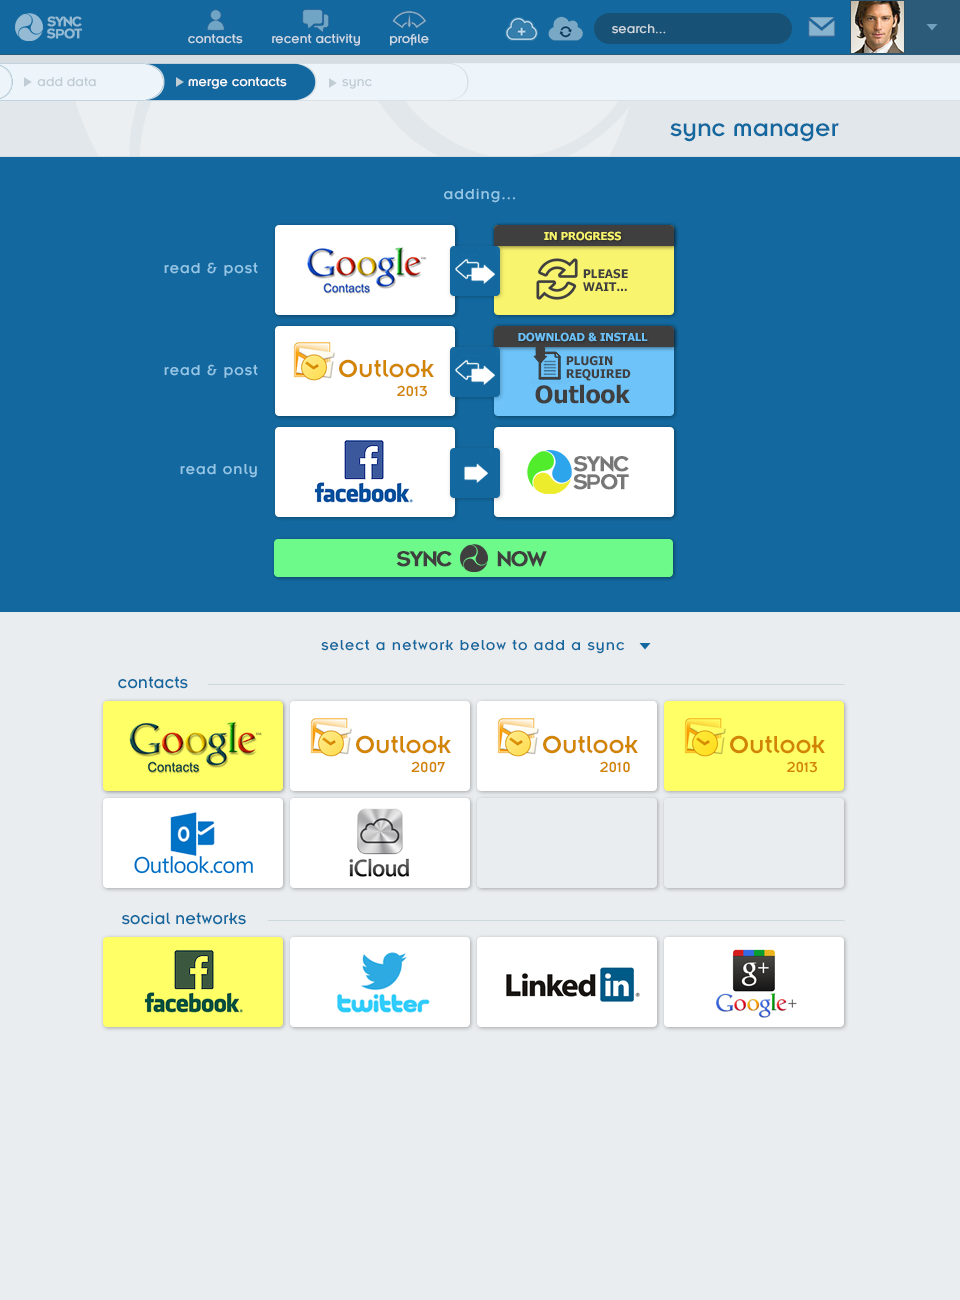 SYNC
SPOT
contacts
recent activity
profile
search...
add data
merge contacts
sync
sync manager
adding...
read & post
Google™
Contacts
IN PROGRESS
PLEASE
WAIT...
read & post
Outlook
2013
DOWNLOAD & INSTALL
PLUGIN
REQUIRED
Outlook
read only
f
facebook.
SYNC
SPOT
SYNC NOW
select a network below to add a sync
contacts
Google™
Contacts
Outlook
2007
Outlook
2010
Outlook
2013
Outlook.com
iCloud
social networks
f
facebook.
twitter
Linked in®
g+
Google+